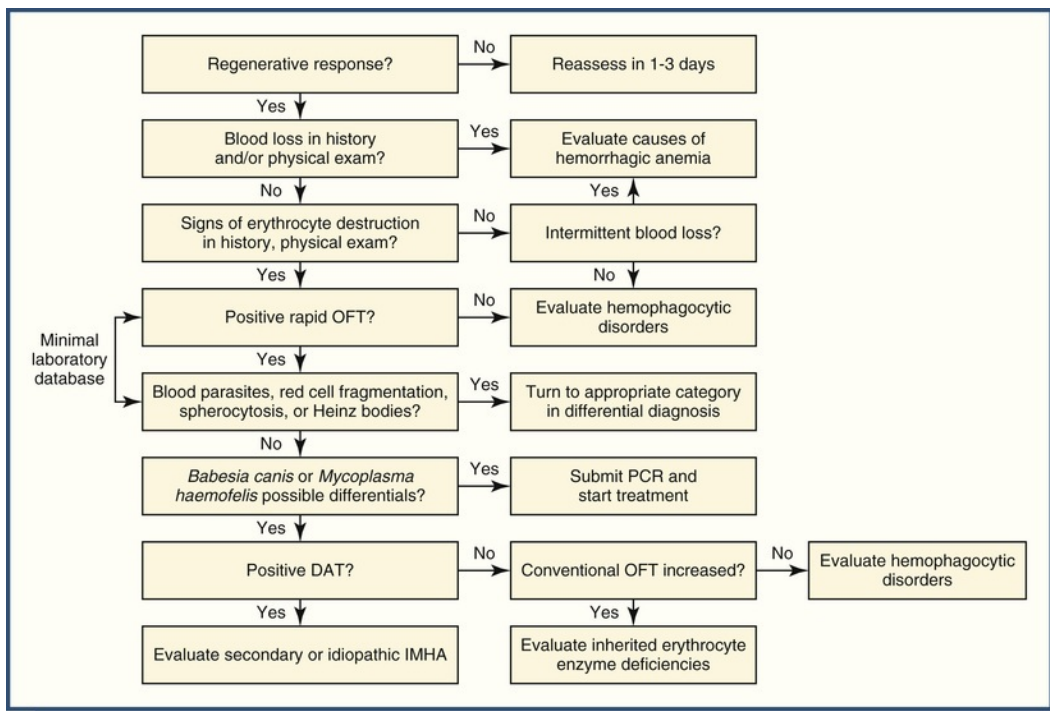 Regenerative response?
No
Reassess in 1-3 days
Yes
Blood loss in history
and/or physical exam?
Yes
Evaluate causes of
hemorrhagic anemia
No
Yes
Signs of erythrocyte destruction
in history, physical exam?
No
Intermittent blood loss?
Yes
No
Positive rapid OFT?
No
Evaluate hemophagocytic
disorders
Minimal
laboratory
database
Yes
Blood parasites, red cell fragmentation,
spherocytosis, or Heinz bodies?
Yes
Turn to appropriate category
in differential diagnosis
No
Babesia canis or Mycoplasma
haemofelis possible differentials?
Yes
Submit PCR and
start treatment
Yes
Positive DAT?
No
Conventional OFT increased?
No
Evaluate hemophagocytic
disorders
Yes
Yes
Evaluate secondary or idiopathic IMHA
Evaluate inherited erythrocyte
enzyme deficiencies